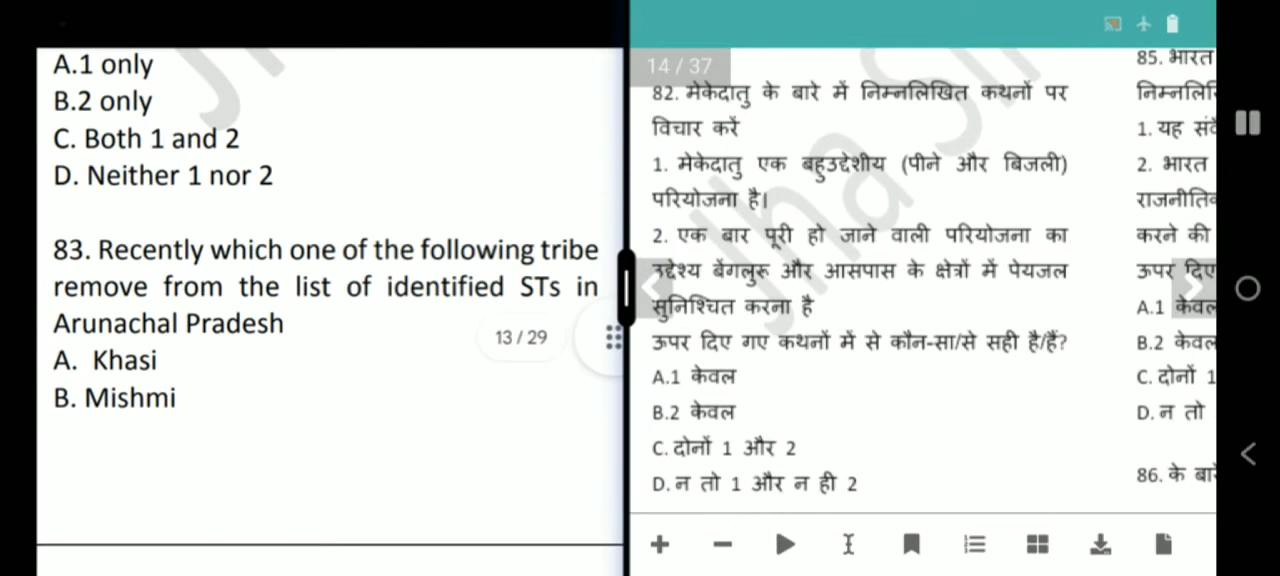 A.1 only
B.2 only
C. Both 1 and 2
D. Neither 1 nor 2
83. Recently which one of the following tribe
remove from the list of identified STs in
Arunachal Pradesh
A. Khasi
B. Mishmi
13 / 29
14 / 37
82. मेकेदातु के बारे में निम्नलिखित कथनों पर
विचार करें
1. मेकेदातु एक बहुउद्देशीय (पीने और बिजली)
परियोजना है।
2. एक बार पूरी हो जाने वाली परियोजना का
उद्देश्य बेंगलुरू और आसपास के क्षेत्रों में पेयजल
सुनिश्चित करना है
ऊपर दिए गए कथनों में से कौन-सा/से सही है/हैं?
A.1 केवल
B.2 केवल
C. दोनों 1 और 2
D. न तो 1 और न ही 2
85. भारत
1. यह
2. भारत
करने की
ऊपर दिए
A.1 केवल
B.2 केवल
C. दोनों 1
D. न तो
86. के